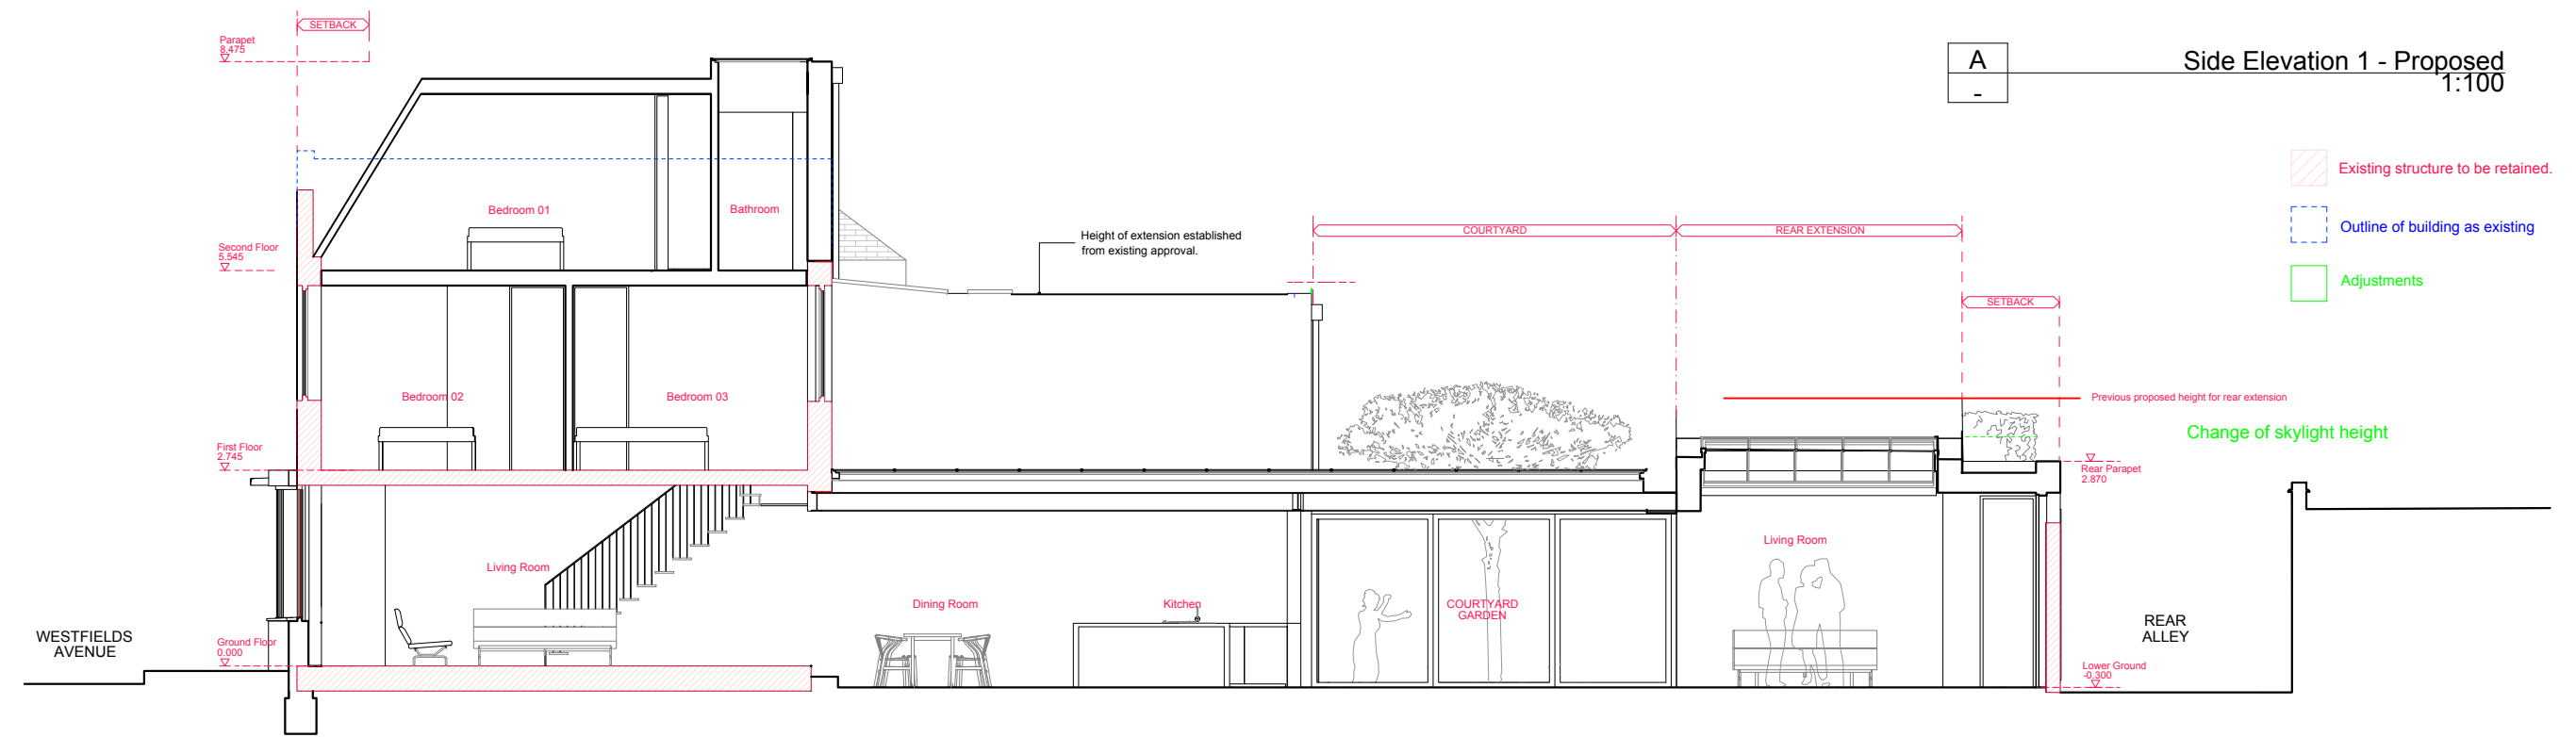 SETBACK
Parapet
8.475
A
-
Side Elevation 1 - Proposed
1:100
Existing structure to be retained.
Outline of building as existing
Adjustments
Bedroom 01
Bathroom
Second Floor
5.545
Height of extension established
from existing approval.
COURTYARD
REAR EXTENSION
SETBACK
Bedroom 02
Bedroom 03
Previous proposed height for rear extension
Change of skylight height
First Floor
2.745
Rear Parapet
2.870
Living Room
Living Room
Dining Room
Kitchen
COURTYARD
GARDEN
WESTFIELDS
AVENUE
Ground Floor
0.000
REAR
ALLEY
Lower Ground
-0.300